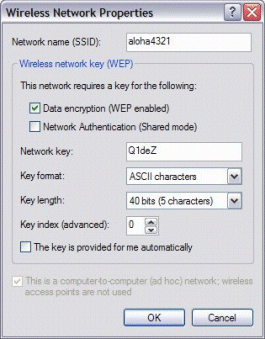 Wireless Network Properties
Network name (SSID): aloha4321
Wireless network key (WEP)
This network requires a key for the following:
Data encryption (WEP enabled)
Network Authentication (Shared mode)
Network key: Q1deZ
Key format: ASCII characters
Key length: 40 bits (5 characters)
Key index (advanced): 0
The key is provided for me automatically
This is a computer-to-computer (ad hoc) network; wireless
access points are not used
OK Cancel